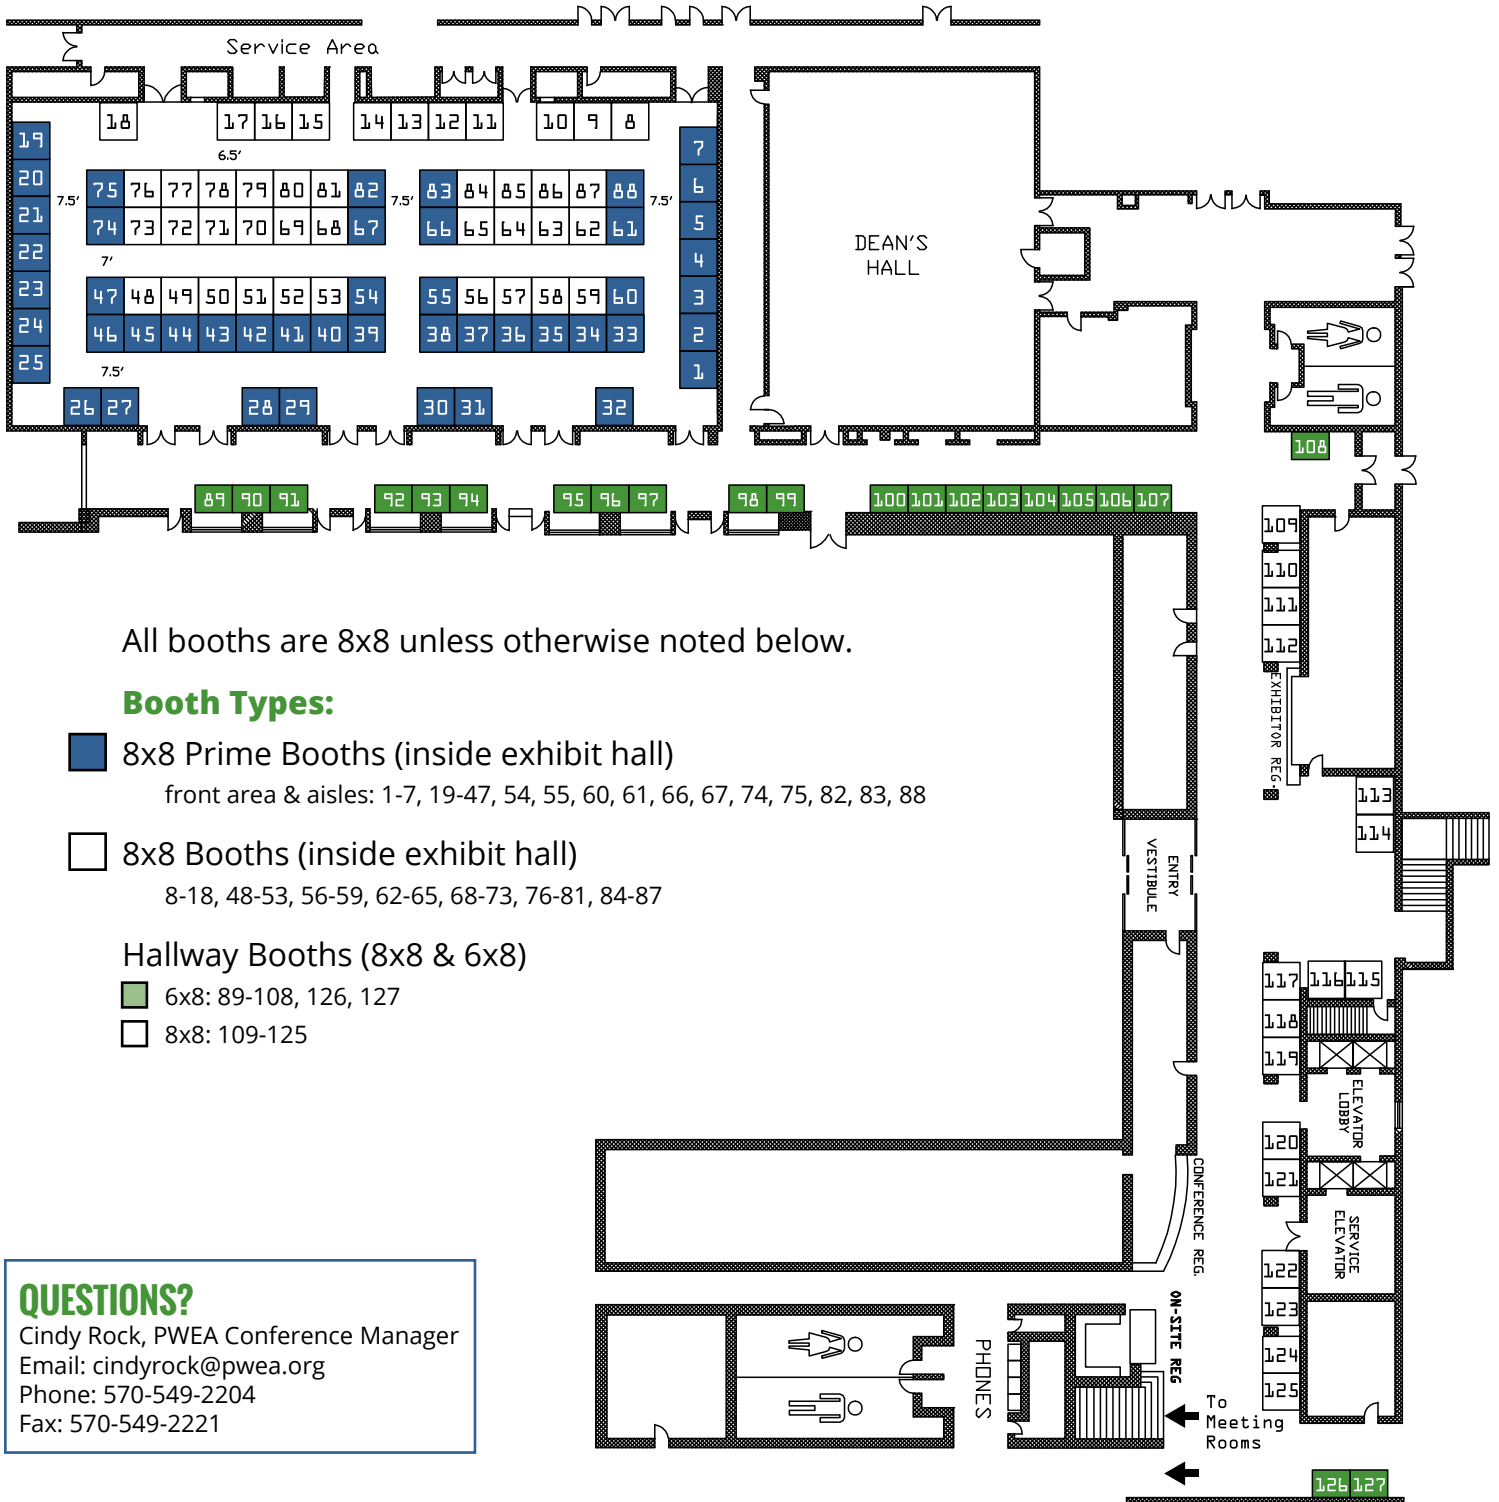 Service Area
18 17 16 15 14 13 12 11 10 9 8
6.5'
19 20 21 22 23 24 25
7 6 5 4 3 2 1
7.5' 75 76 77 78 79 80 81 82 7.5' 83 84 85 86 87 88 7.5'
74 73 72 71 70 69 68 67 66 65 64 63 62 61
7'
47 48 49 50 51 52 53 54 55 56 57 58 59 60
46 45 44 43 42 41 40 39 38 37 36 35 34 33
7.5'
26 27 28 29 30 31 32
DEAN'S
HALL
89 90 91 92 93 94 95 96 97 98 99 100 101 102 103 104 105 106 107
108
109
110
111
112
EXHIBITOR REG.
113
114
ENTRY
VESTIBULE
117 116 115
118
119
ELEVATOR
LOBBY
120
121
SERVICE
ELEVATOR
122
123
124
125
CONFERENCE REG.
ON-SITE REG
PHONES
To
Meeting
Rooms
126 127
All booths are 8x8 unless otherwise noted below.
Booth Types:
8x8 Prime Booths (inside exhibit hall)
front area & aisles: 1-7, 19-47, 54, 55, 60, 61, 66, 67, 74, 75, 82, 83, 88
8x8 Booths (inside exhibit hall)
8-18, 48-53, 56-59, 62-65, 68-73, 76-81, 84-87
Hallway Booths (8x8 & 6x8)
6x8: 89-108, 126, 127
8x8: 109-125
QUESTIONS?
Cindy Rock, PWEA Conference Manager
Email: cindyrock@pwea.org
Phone: 570-549-2204
Fax: 570-549-2221